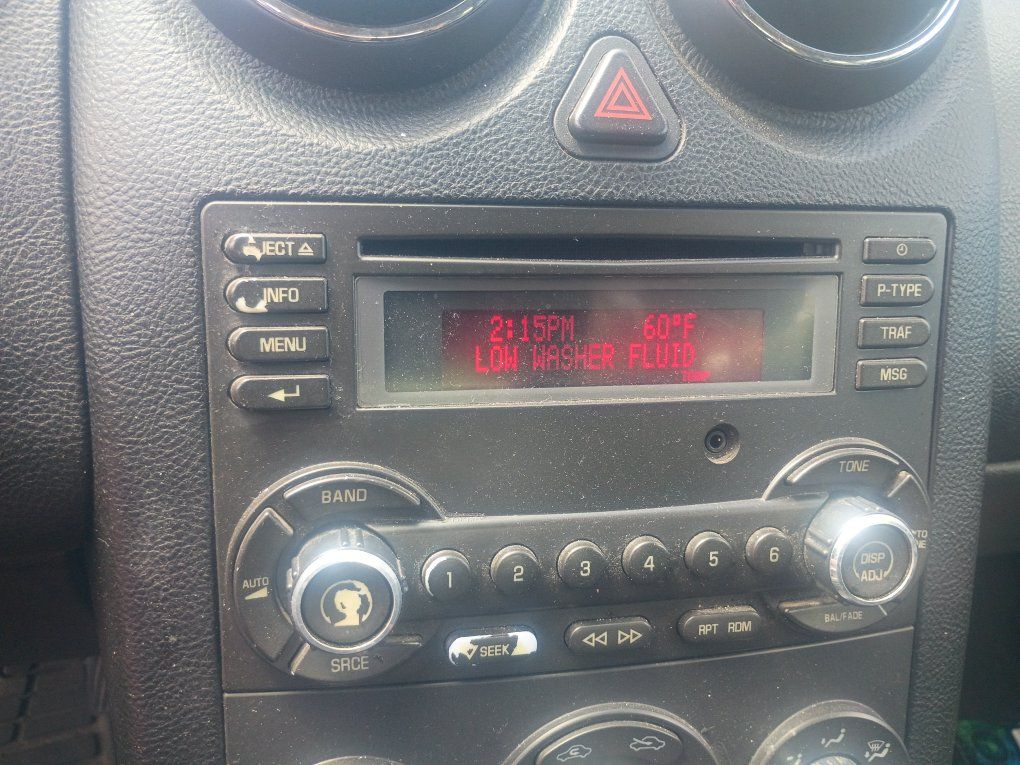 JECT
INFO
MENU
2:15PM 60°F
LOW WASHER FLUID
P-TYPE
TRAF
MSG
BAND
TONE
AUTO
1 2 3 4 5 6
DISP
ADJ
BAL/FADE
SRCE
SEEK
RPT RDM